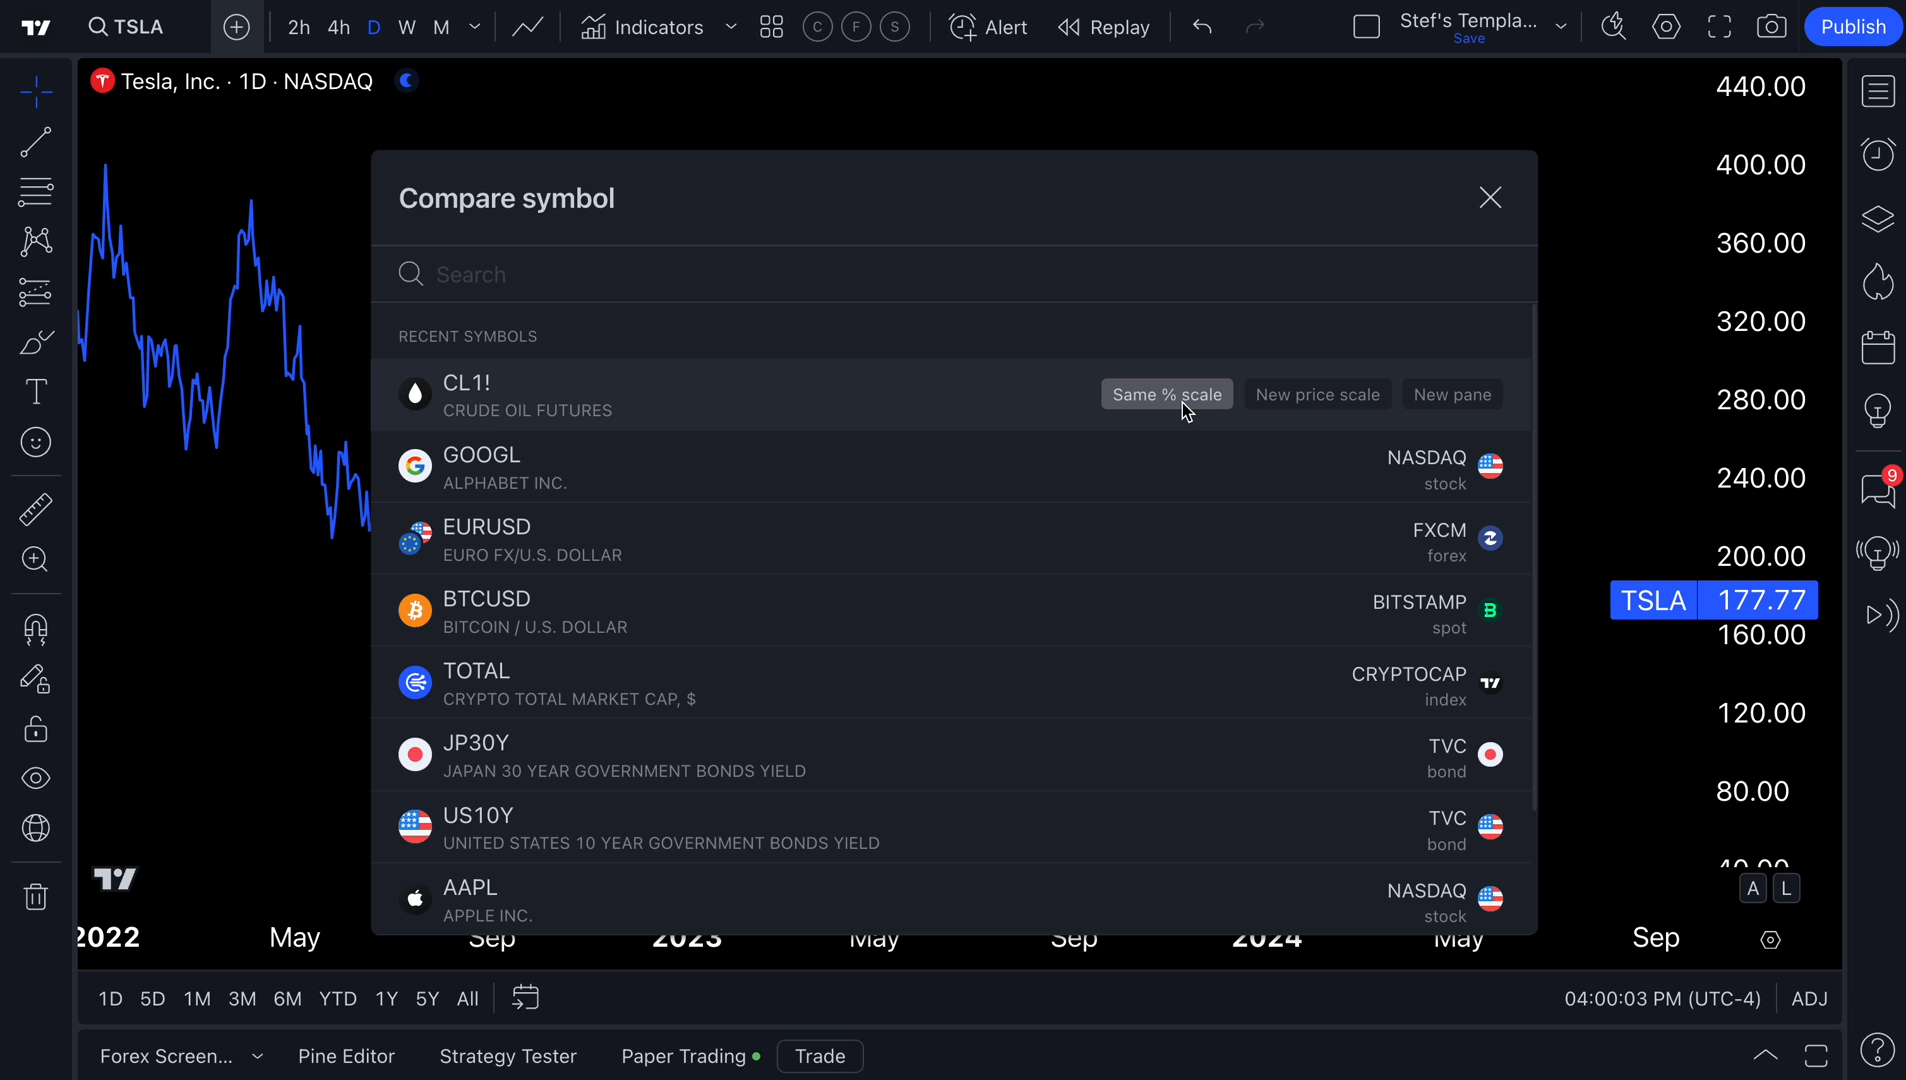 TSLA 2h 4h D W M Indicators C F S Alert Replay Stef's Templa... Publish
Save
Tesla, Inc. · 1D · NASDAQ
440.00
400.00
360.00
320.00
280.00
240.00
200.00
TSLA 177.77
160.00
120.00
80.00
40.00
A L
Compare symbol
Search
RECENT SYMBOLS
CL1!
CRUDE OIL FUTURES
Same % scale New price scale New pane
GOOGL
ALPHABET INC.
NASDAQ
stock
EURUSD
EURO FX/U.S. DOLLAR
FXCM
forex
BTCUSD
BITCOIN / U.S. DOLLAR
BITSTAMP
spot
TOTAL
CRYPTO TOTAL MARKET CAP, $
CRYPTOCAP
index
JP30Y
JAPAN 30 YEAR GOVERNMENT BONDS YIELD
TVC
bond
US10Y
UNITED STATES 10 YEAR GOVERNMENT BONDS YIELD
TVC
bond
AAPL
APPLE INC.
NASDAQ
stock
9
2022 May Sep 2023 May Sep 2024 May Sep
1D 5D 1M 3M 6M YTD 1Y 5Y All 04:00:03 PM (UTC-4) ADJ
Forex Screen... Pine Editor Strategy Tester Paper Trading Trade